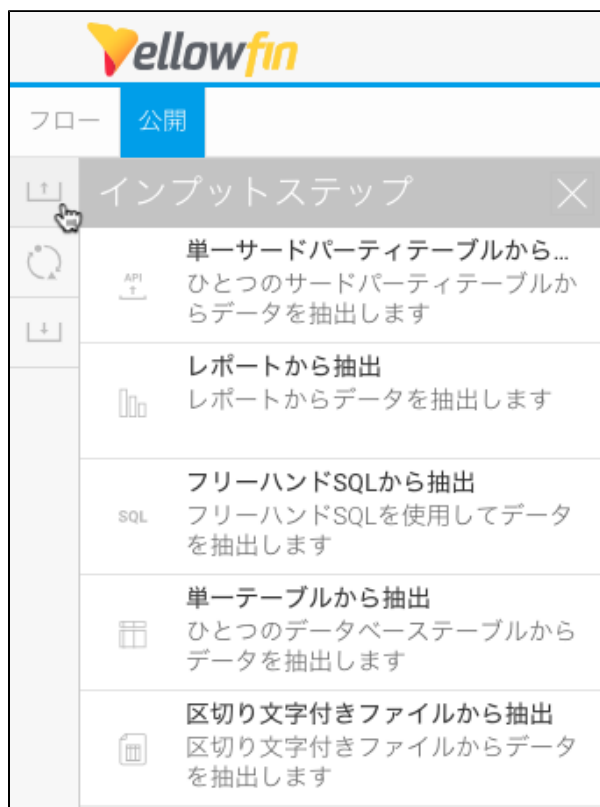 Yellowfin
フロー 公開
インプットステップ
単一サードパーティテーブルから...
API
ひとつのサードパーティテーブルか
らデータを抽出します
レポートから抽出
レポートからデータを抽出します
フリーハンドSQLから抽出
SQL
フリーハンドSQLを使用してデータ
を抽出します
単一テーブルから抽出
ひとつのデータベーステーブルから
データを抽出します
区切り文字付きファイルから抽出
区切り文字付きファイルからデータ
を抽出します